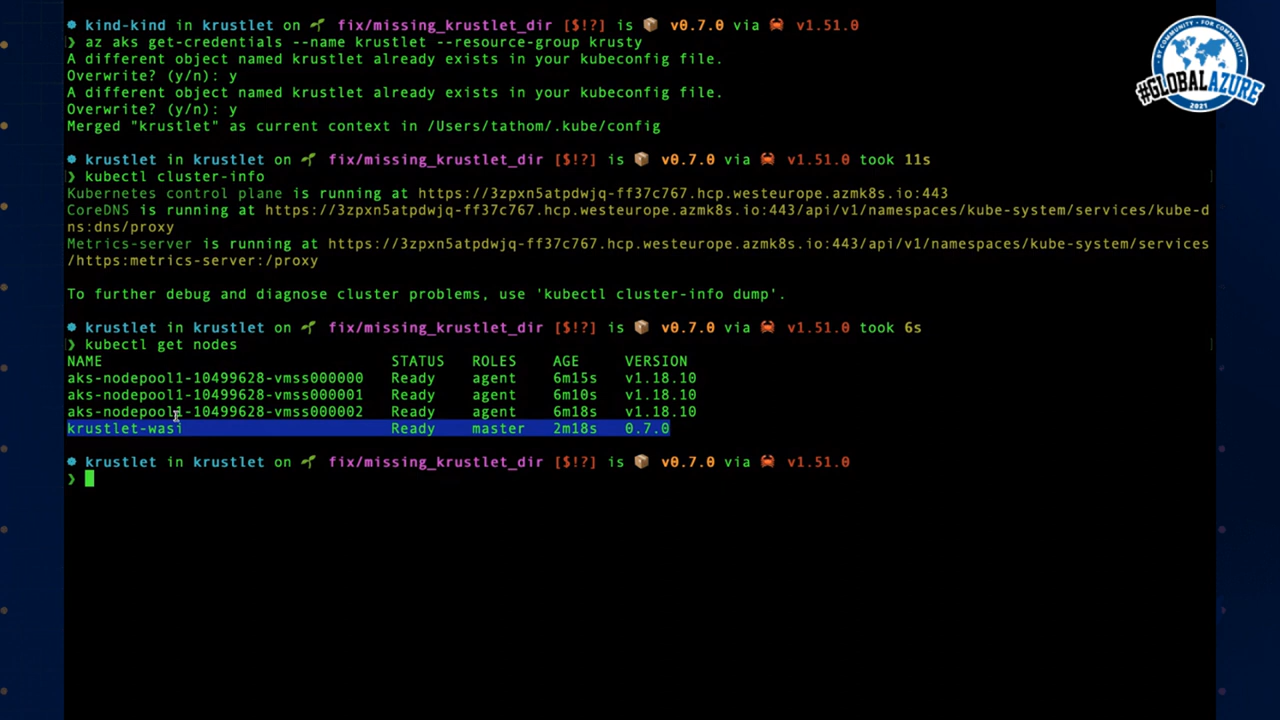 kind-kind in krustlet on fix/missing_krustlet_dir [$!?] is v0.7.0 via v1.51.0
❯ az aks get-credentials --name krustlet --resource-group krusty
A different object named krustlet already exists in your kubeconfig file.
Overwrite? (y/n): y
A different object named krustlet already exists in your kubeconfig file.
Overwrite? (y/n): y
Merged "krustlet" as current context in /Users/tathom/.kube/config
krustlet in krustlet on fix/missing_krustlet_dir [$!?] is v0.7.0 via v1.51.0 took 11s
❯ kubectl cluster-info
Kubernetes control plane is running at https://3zpxn5atpdwjq-ff37c767.hcp.westeurope.azmk8s.io:443
CoreDNS is running at https://3zpxn5atpdwjq-ff37c767.hcp.westeurope.azmk8s.io:443/api/v1/namespaces/kube-system/services/kube-d
ns:dns/proxy
Metrics-server is running at https://3zpxn5atpdwjq-ff37c767.hcp.westeurope.azmk8s.io:443/api/v1/namespaces/kube-system/services
/https:metrics-server:/proxy
To further debug and diagnose cluster problems, use 'kubectl cluster-info dump'.
krustlet in krustlet on fix/missing_krustlet_dir [$!?] is v0.7.0 via v1.51.0 took 6s
❯ kubectl get nodes
NAME STATUS ROLES AGE VERSION
aks-nodepool1-10499628-vmss000000 Ready agent 6m15s v1.18.10
aks-nodepool1-10499628-vmss000001 Ready agent 6m10s v1.18.10
aks-nodepool1-10499628-vmss000002 Ready agent 6m18s v1.18.10
krustlet-wasi Ready master 2m18s 0.7.0
krustlet in krustlet on fix/missing_krustlet_dir [$!?] is v0.7.0 via v1.51.0
❯
BY COMMUNITY • FOR COMMUNITY
#GLOBALAZURE
2021